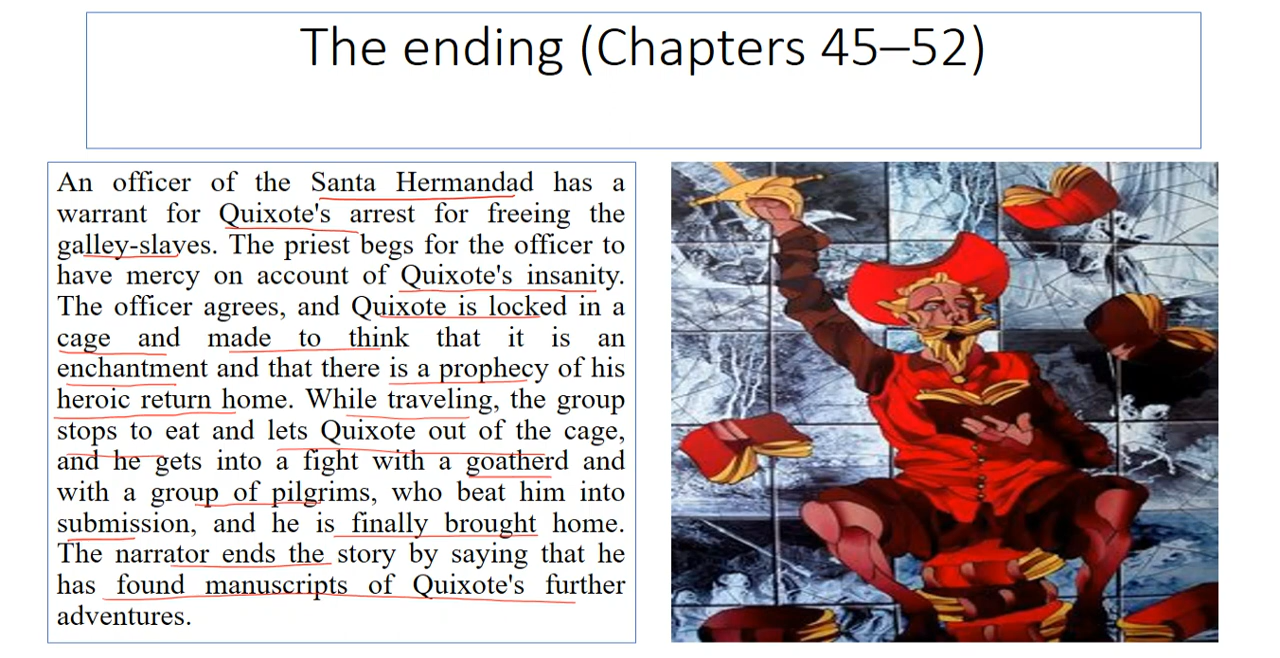 The ending (Chapters 45–52)
An officer of the Santa Hermandad has a
warrant for Quixote's arrest for freeing the
galley-slaves. The priest begs for the officer to
have mercy on account of Quixote's insanity.
The officer agrees, and Quixote is locked in a
cage and made to think that it is an
enchantment and that there is a prophecy of his
heroic return home. While traveling, the group
stops to eat and lets Quixote out of the cage,
and he gets into a fight with a goatherd and
with a group of pilgrims, who beat him into
submission, and he is finally brought home.
The narrator ends the story by saying that he
has found manuscripts of Quixote's further
adventures.